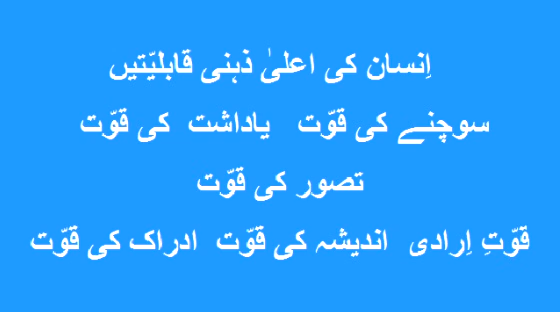 اِنسان کی اعلیٰ ذہنی قابلیّتیں
سوچنے کی قوّت یاداشت کی قوّت
تصور کی قوّت
قوّتِ اِرادی اندیشہ کی قوّت ادراک کی قوّت